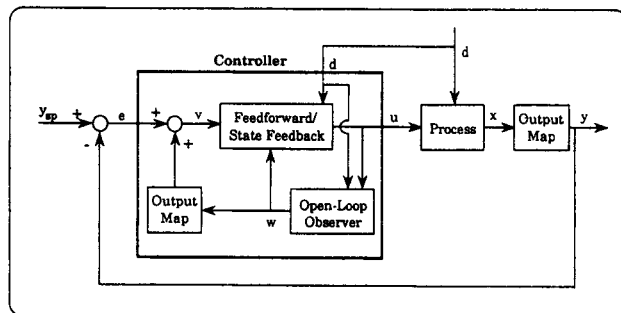 Controller
d
d
y_sp
+
-
e
+
+
v
Feedforward/
State Feedback
u
Process
x
Output
Map
y
Output
Map
w
Open-Loop
Observer